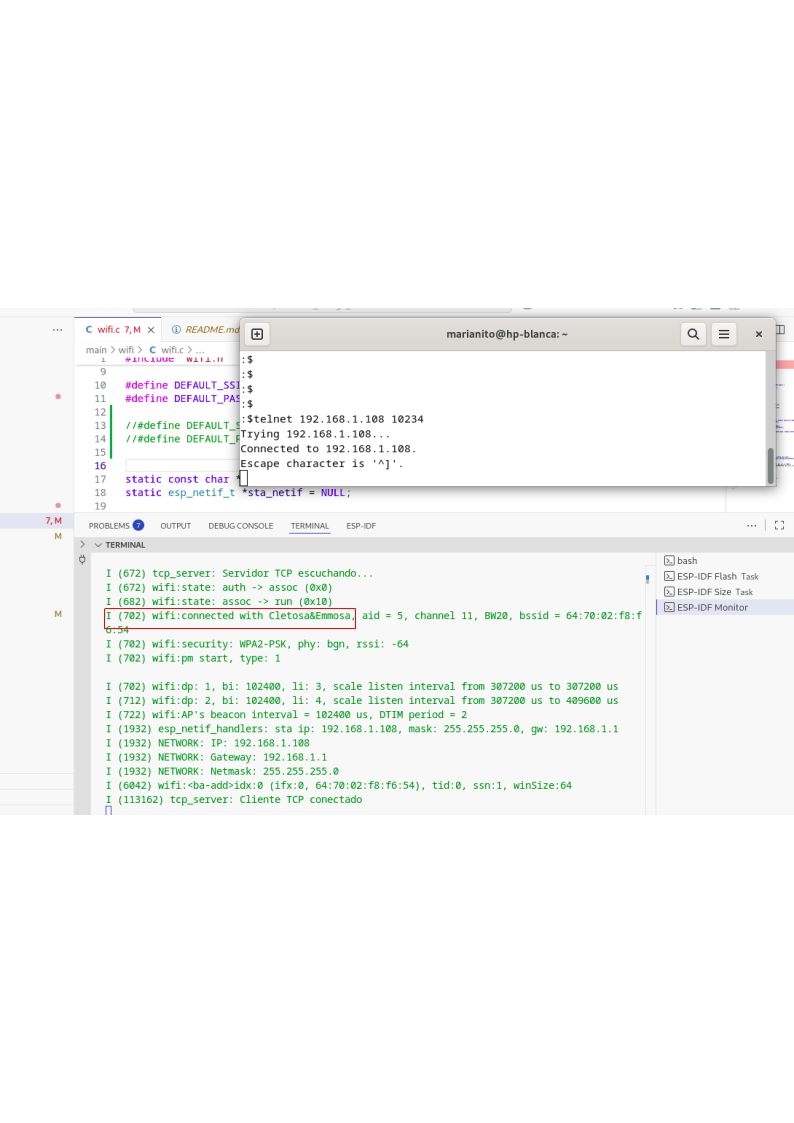 C wifi.c 7, M ×
README.md
main > wifi > C wifi.c > ...
#include "wifi.h"
9
10 #define DEFAULT_SSI
11 #define DEFAULT_PAS
12
13 //#define DEFAULT_S
14 //#define DEFAULT_P
15
16
17 static const char *
18 static esp_netif_t *sta_netif = NULL;
19
marianito@hp-blanca: ~
:$
:$
:$
:$
:$telnet 192.168.1.108 10234
Trying 192.168.1.108...
Connected to 192.168.1.108.
Escape character is '^]'.
7, M
M
M
PROBLEMS 7 OUTPUT DEBUG CONSOLE TERMINAL ESP-IDF
TERMINAL
I (672) tcp_server: Servidor TCP escuchando...
I (672) wifi:state: auth -> assoc (0x0)
I (682) wifi:state: assoc -> run (0x10)
I (702) wifi:connected with Cletosa&Emmosa, aid = 5, channel 11, BW20, bssid = 64:70:02:f8:f
6:54
I (702) wifi:security: WPA2-PSK, phy: bgn, rssi: -64
I (702) wifi:pm start, type: 1
I (702) wifi:dp: 1, bi: 102400, li: 3, scale listen interval from 307200 us to 307200 us
I (712) wifi:dp: 2, bi: 102400, li: 4, scale listen interval from 307200 us to 409600 us
I (722) wifi:AP's beacon interval = 102400 us, DTIM period = 2
I (1932) esp_netif_handlers: sta ip: 192.168.1.108, mask: 255.255.255.0, gw: 192.168.1.1
I (1932) NETWORK: IP: 192.168.1.108
I (1932) NETWORK: Gateway: 192.168.1.1
I (1932) NETWORK: Netmask: 255.255.255.0
I (6042) wifi:<ba-add>idx:0 (ifx:0, 64:70:02:f8:f6:54), tid:0, ssn:1, winSize:64
I (113162) tcp_server: Cliente TCP conectado
bash
ESP-IDF Flash Task
ESP-IDF Size Task
ESP-IDF Monitor